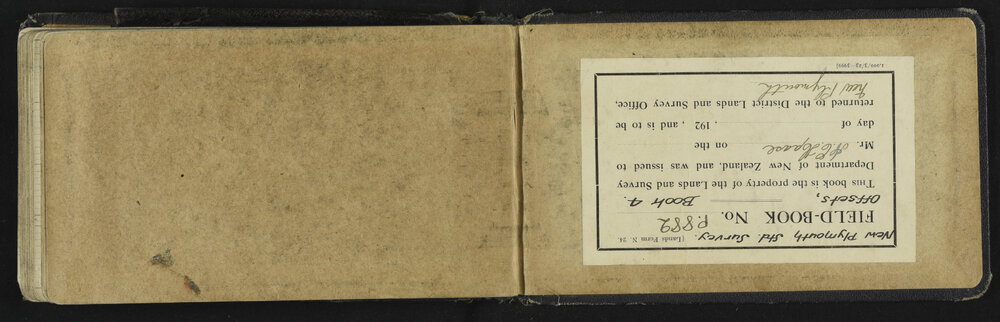 New Plymouth Std. Survey.
[Lands Form N. 24.
FIELD-BOOK No. P.882
Offsets, Book 4.
This book is the property of the Lands and Survey
Department of New Zealand, and was issued to
Mr. on the
day of . 192 , and is to be
returned to the District Lands and Survey Office,
New Plymouth